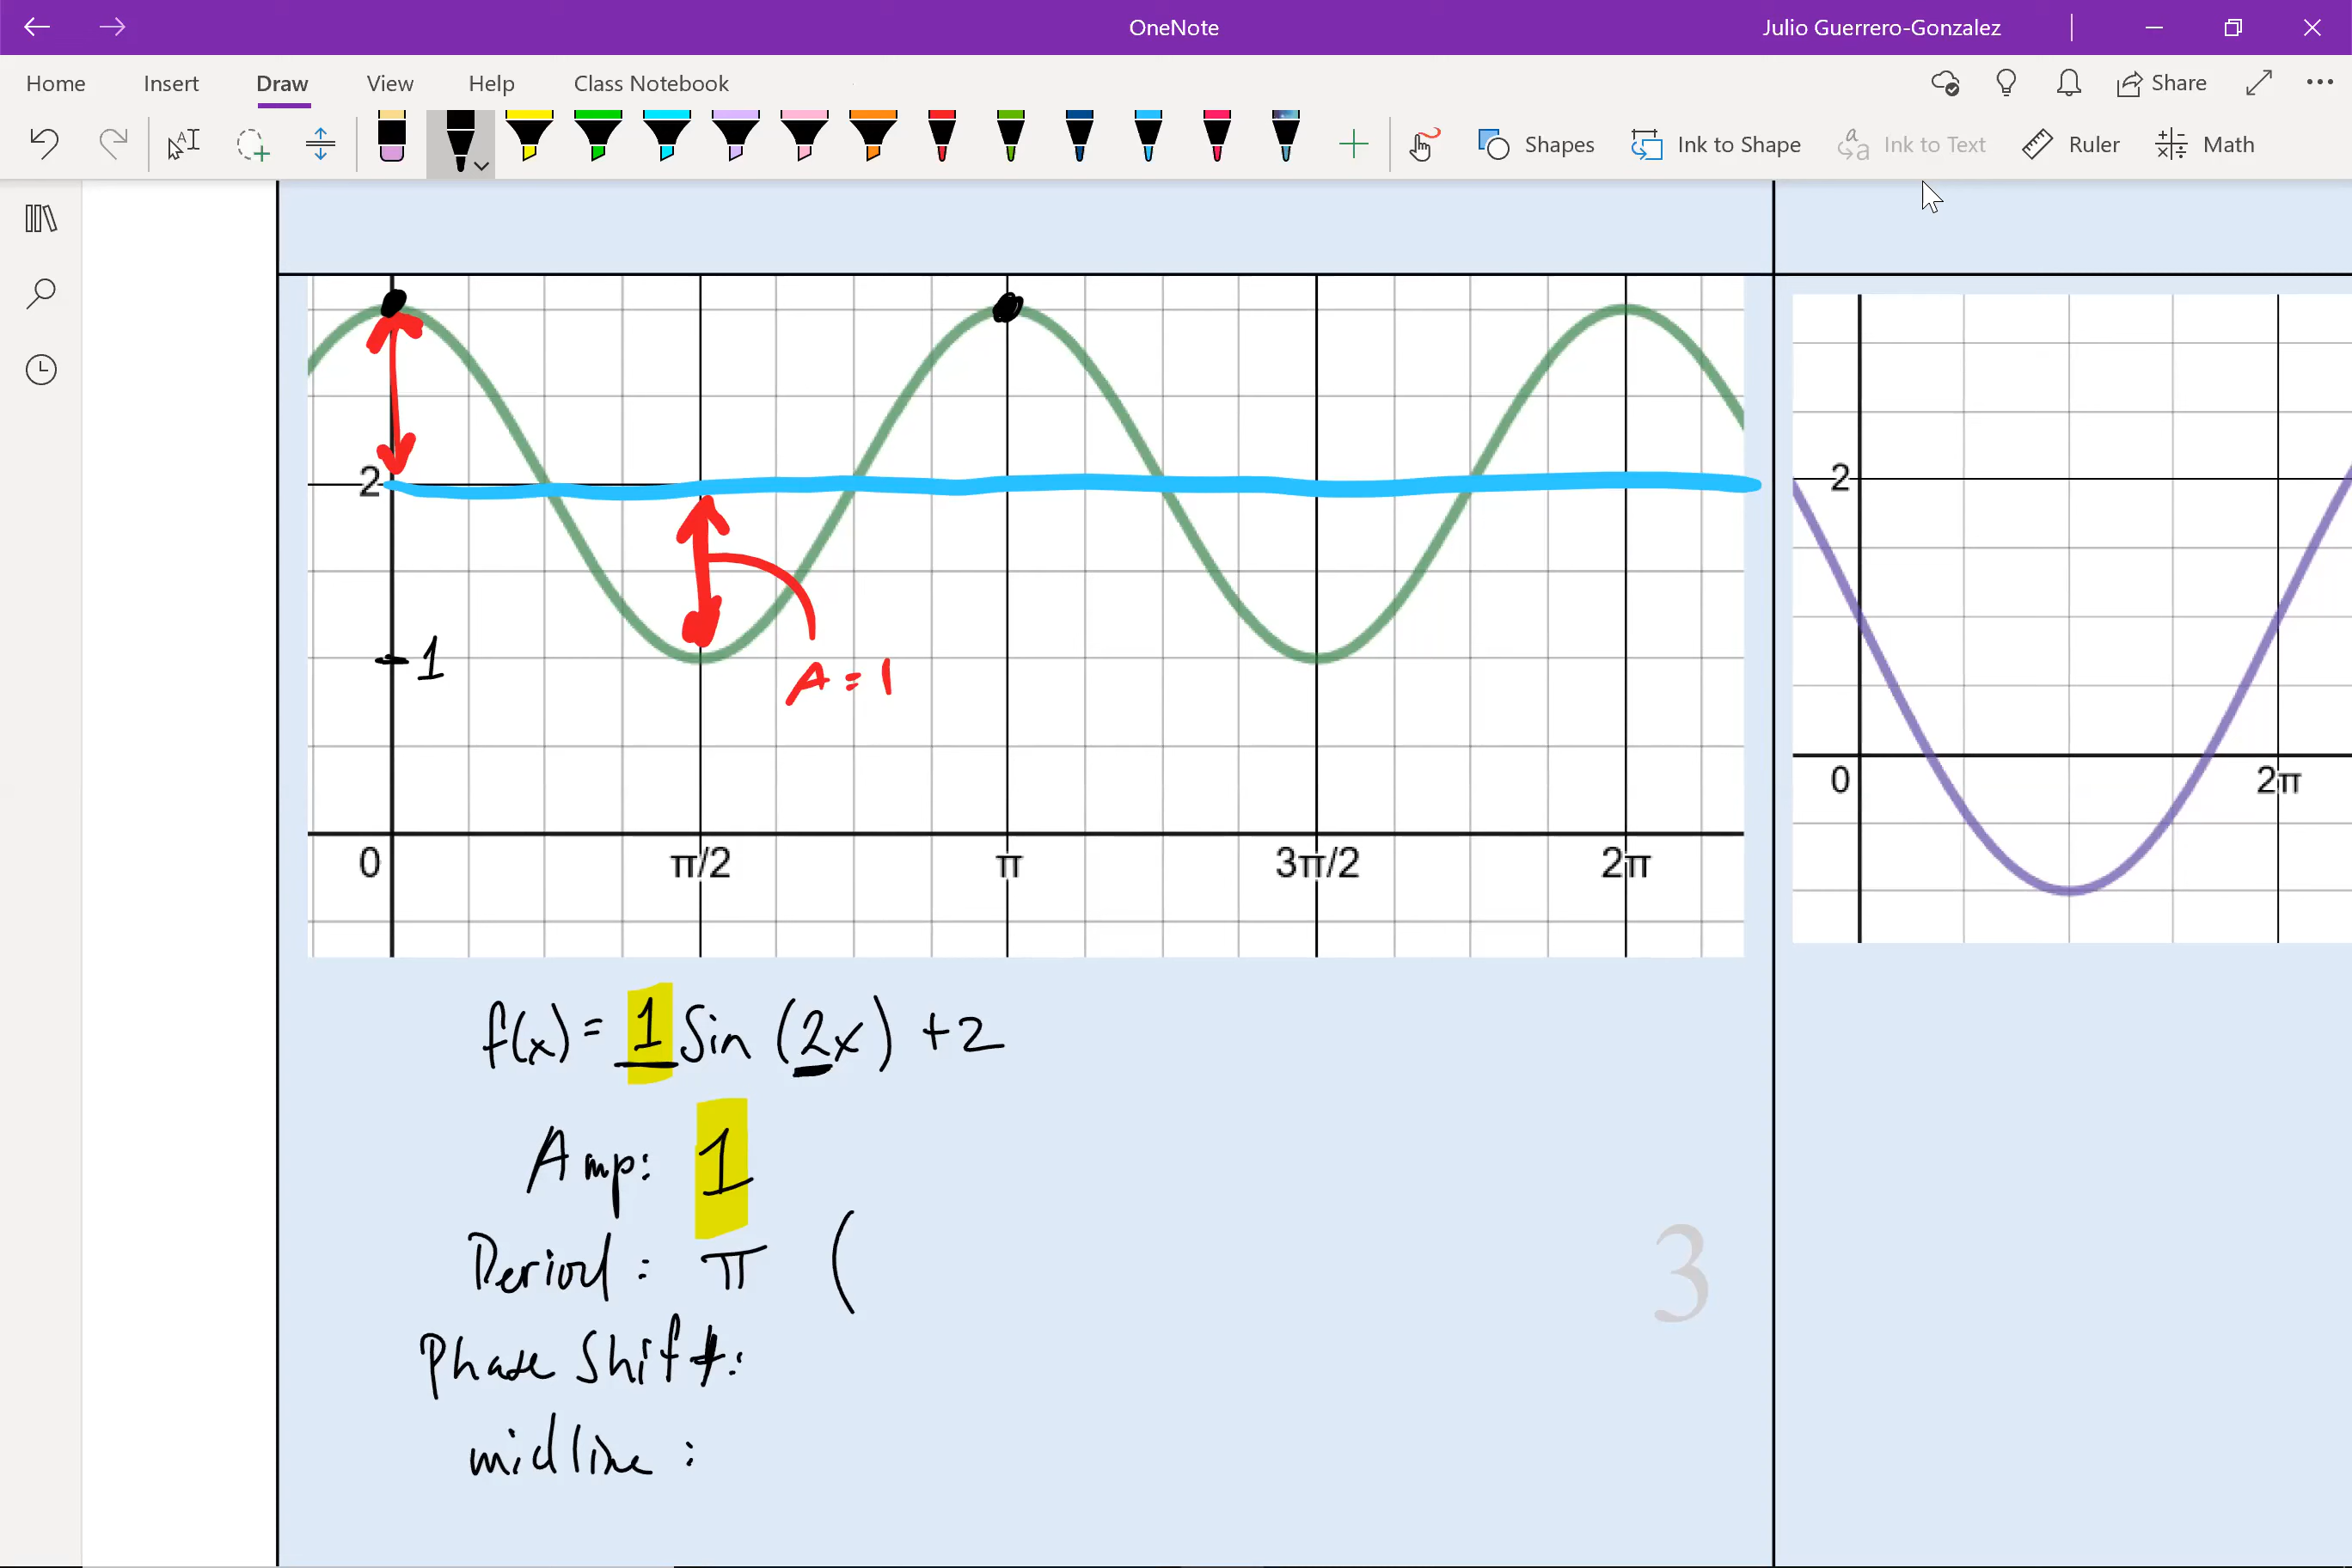 OneNote
Julio Guerrero-Gonzalez
Home Insert Draw View Help Class Notebook Share
Shapes Ink to Shape Ink to Text Ruler Math
2
1
A = 1
0 π/2 π 3π/2 2π
2
0 2π
f(x) = 1 Sin (2x) + 2
Amp: 1
Period: π (
Phase Shift:
midline:
3